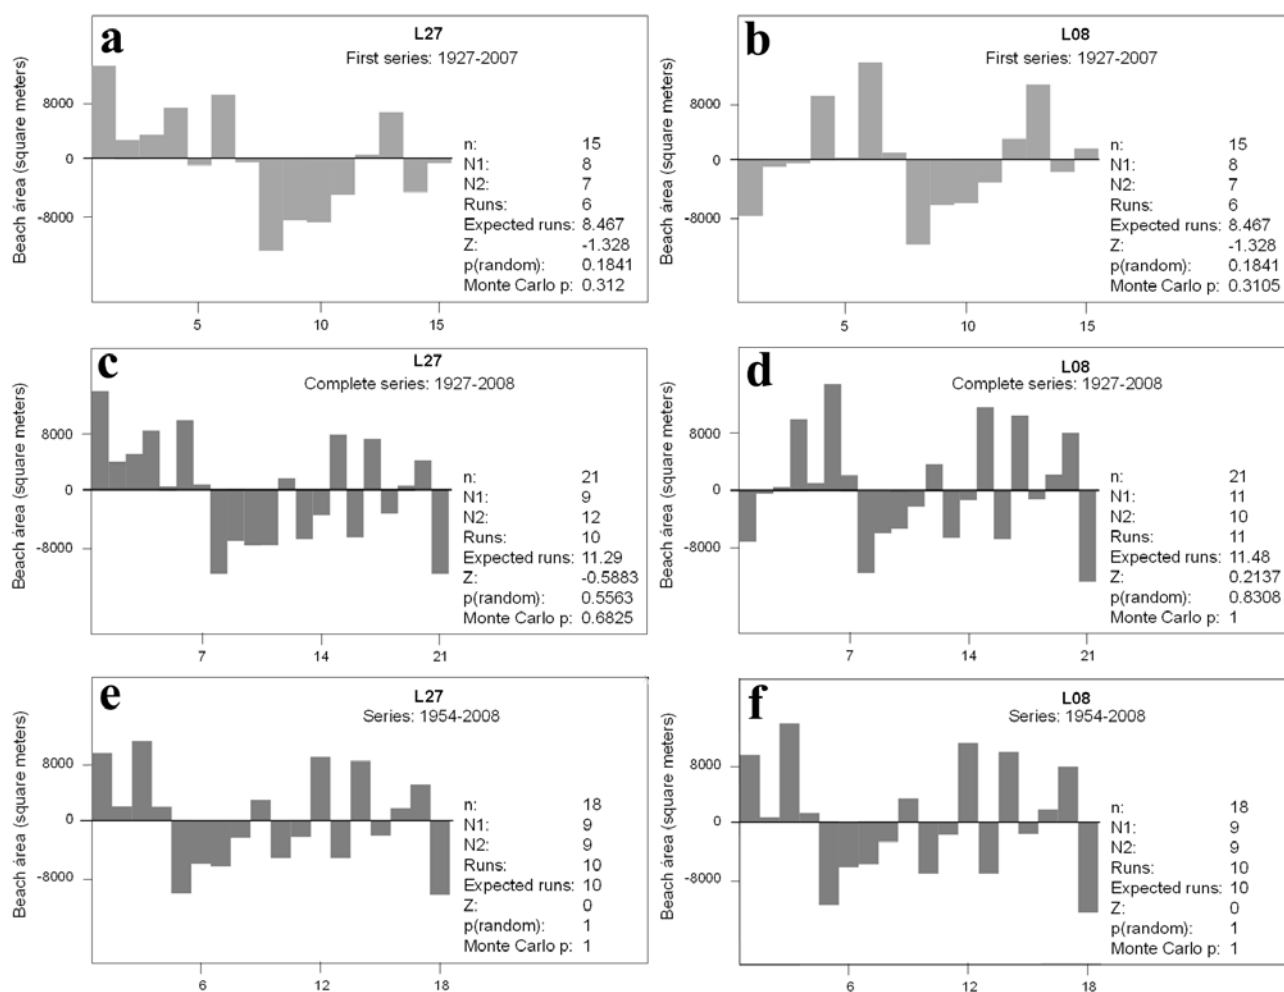 a
L27
First series: 1927-2007
Beach área (square meters)
8000
0
-8000
n: 15
N1: 8
N2: 7
Runs: 6
Expected runs: 8.467
Z: -1.328
p(random): 0.1841
Monte Carlo p: 0.312
5 10 15
b
L08
First series: 1927-2007
Beach área (square meters)
8000
0
-8000
n: 15
N1: 8
N2: 7
Runs: 6
Expected runs: 8.467
Z: -1.328
p(random): 0.1841
Monte Carlo p: 0.3105
5 10 15
c
L27
Complete series: 1927-2008
Beach área (square meters)
8000
0
-8000
n: 21
N1: 9
N2: 12
Runs: 10
Expected runs: 11.29
Z: -0.5883
p(random): 0.5563
Monte Carlo p: 0.6825
7 14 21
d
L08
Complete series: 1927-2008
Beach área (square meters)
8000
0
-8000
n: 21
N1: 11
N2: 10
Runs: 11
Expected runs: 11.48
Z: 0.2137
p(random): 0.8308
Monte Carlo p: 1
7 14 21
e
L27
Series: 1954-2008
Beach área (square meters)
8000
0
-8000
n: 18
N1: 9
N2: 9
Runs: 10
Expected runs: 10
Z: 0
p(random): 1
Monte Carlo p: 1
6 12 18
f
L08
Series: 1954-2008
Beach área (square meters)
8000
0
-8000
n: 18
N1: 9
N2: 9
Runs: 10
Expected runs: 10
Z: 0
p(random): 1
Monte Carlo p: 1
6 12 18